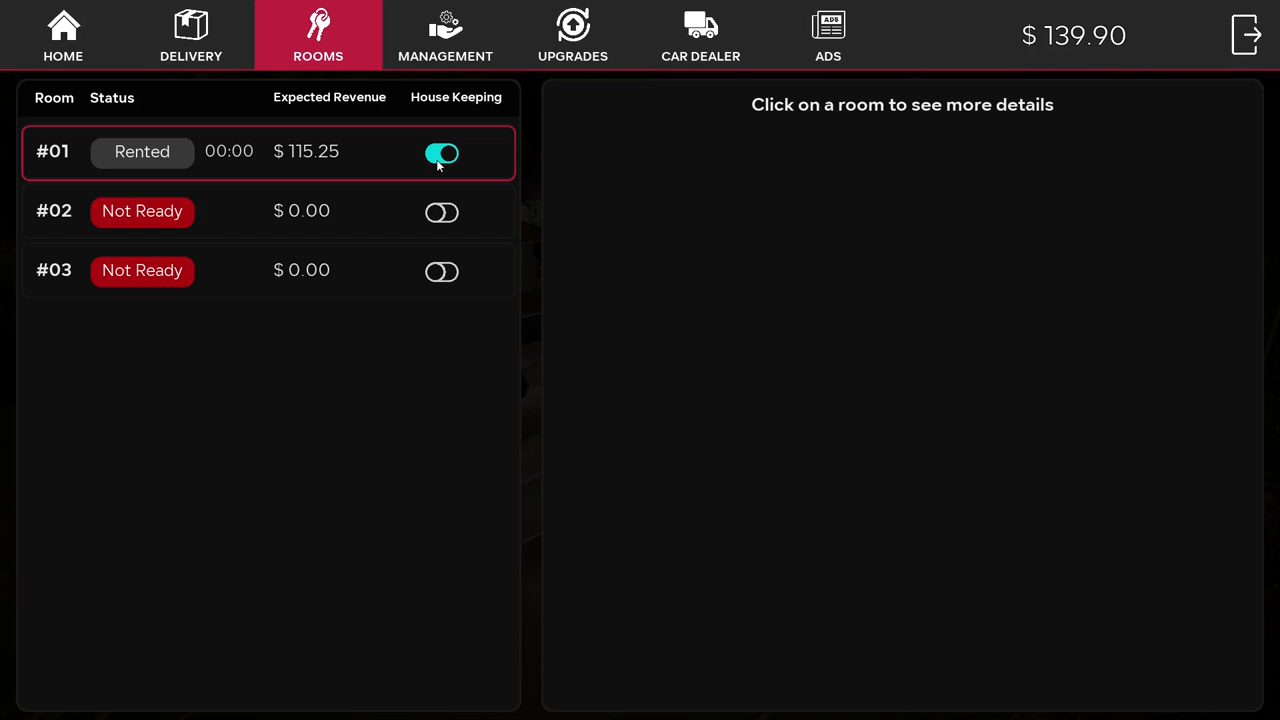 HOME
DELIVERY
ROOMS
MANAGEMENT
UPGRADES
CAR DEALER
ADS
ADS
$ 139.90
Room Status Expected Revenue House Keeping
#01 Rented 00:00 $ 115.25
#02 Not Ready $ 0.00
#03 Not Ready $ 0.00
Click on a room to see more details